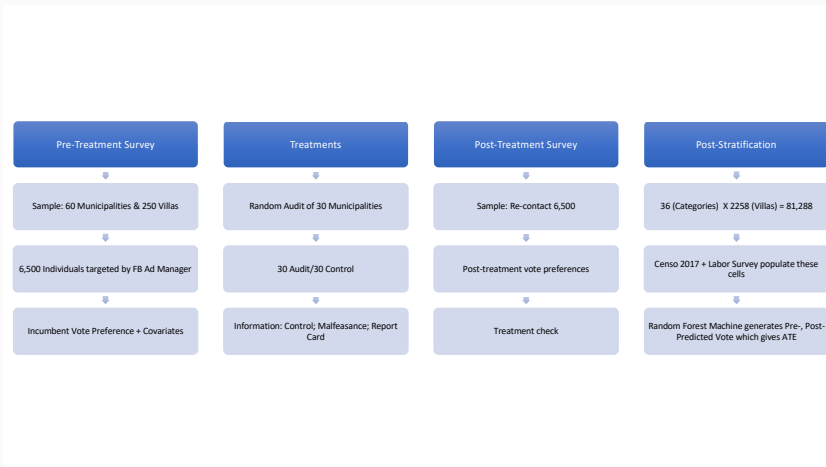 Pre-Treatment Survey
Sample: 60 Municipalities & 250 Villas
6,500 Individuals targeted by FB Ad Manager
Incumbent Vote Preference + Covariates
Treatments
Random Audit of 30 Municipalities
30 Audit/30 Control
Information: Control; Malfeasance; Report
Card
Post-Treatment Survey
Sample: Re-contact 6,500
Post-treatment vote preferences
Treatment check
Post-Stratification
36 (Categories) X 2258 (Villas) = 81,288
Censo 2017 + Labor Survey populate these
cells
Random Forest Machine generates Pre-, Post-
Predicted Vote which gives ATE